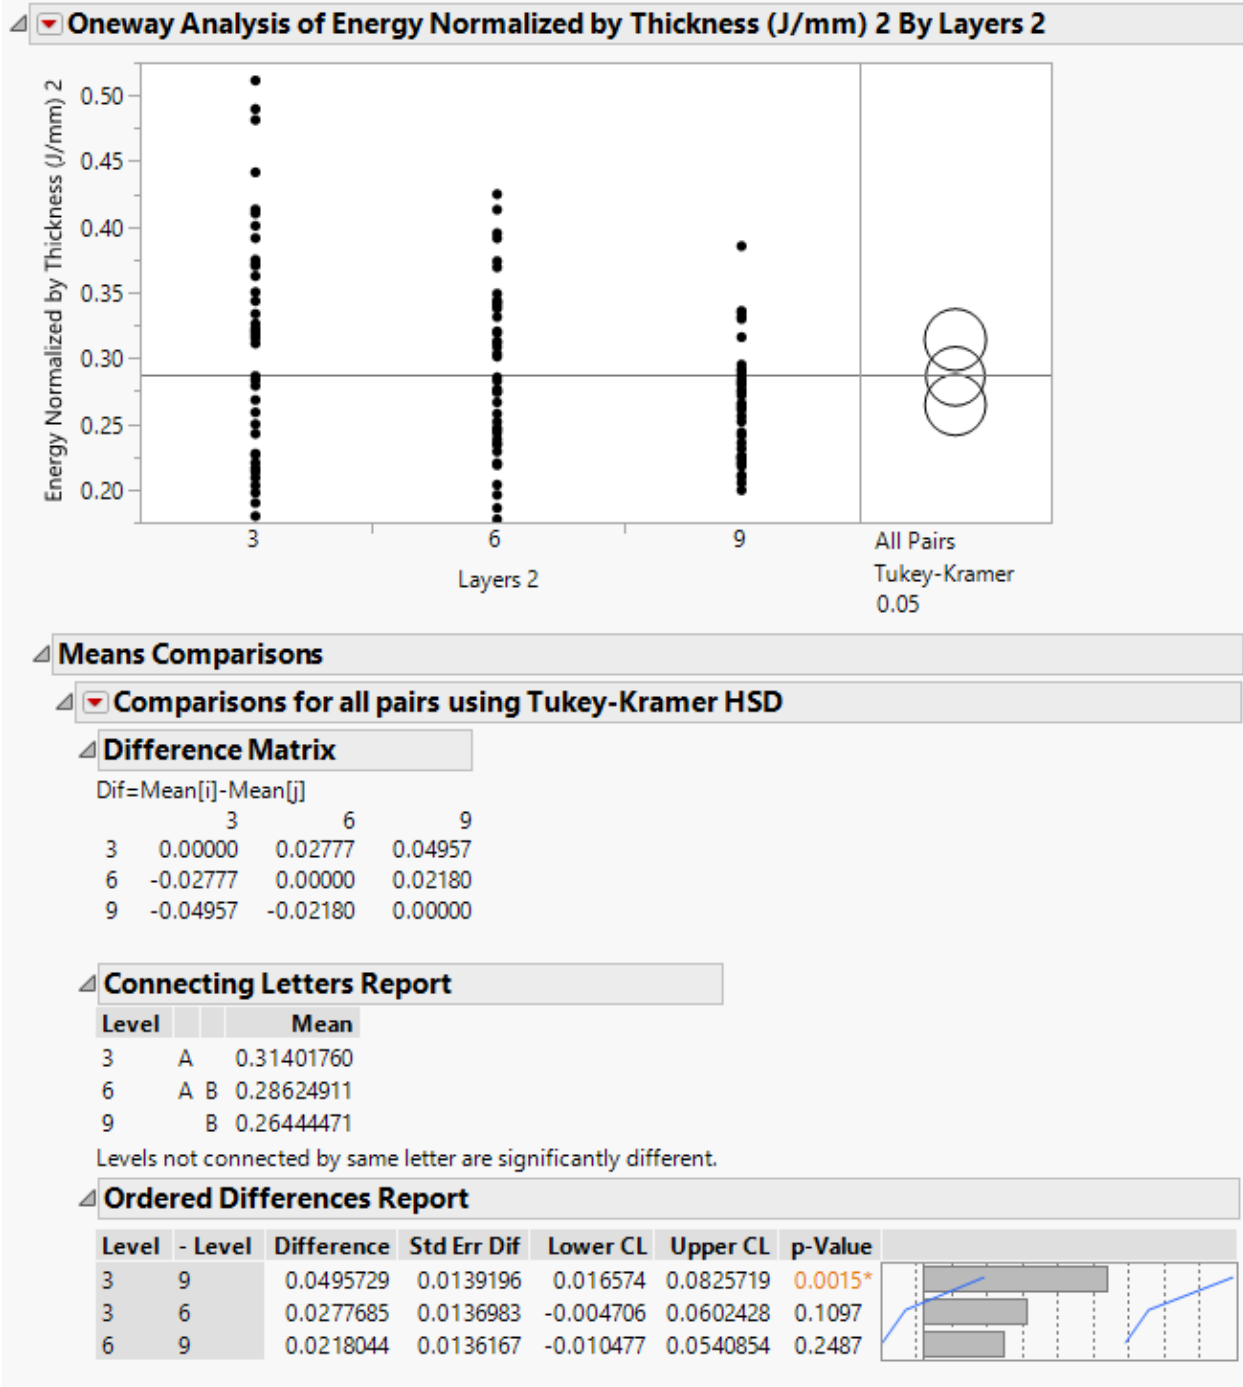 Oneway Analysis of Energy Normalized by Thickness (J/mm) 2 By Layers 2
Energy Normalized by Thickness (J/mm) 2
0.50
0.45
0.40
0.35
0.30
0.25
0.20
3 6 9
Layers 2
All Pairs
Tukey-Kramer
0.05
Means Comparisons
Comparisons for all pairs using Tukey-Kramer HSD
Difference Matrix
Dif=Mean[i]-Mean[j]
3 6 9
3 0.00000 0.02777 0.04957
6 -0.02777 0.00000 0.02180
9 -0.04957 -0.02180 0.00000
Connecting Letters Report
Level Mean
3 A 0.31401760
6 A B 0.28624911
9 B 0.26444471
Levels not connected by same letter are significantly different.
Ordered Differences Report
Level - Level Difference Std Err Dif Lower CL Upper CL p-Value
3 9 0.0495729 0.0139196 0.016574 0.0825719 0.0015*
3 6 0.0277685 0.0136983 -0.004706 0.0602428 0.1097
6 9 0.0218044 0.0136167 -0.010477 0.0540854 0.2487